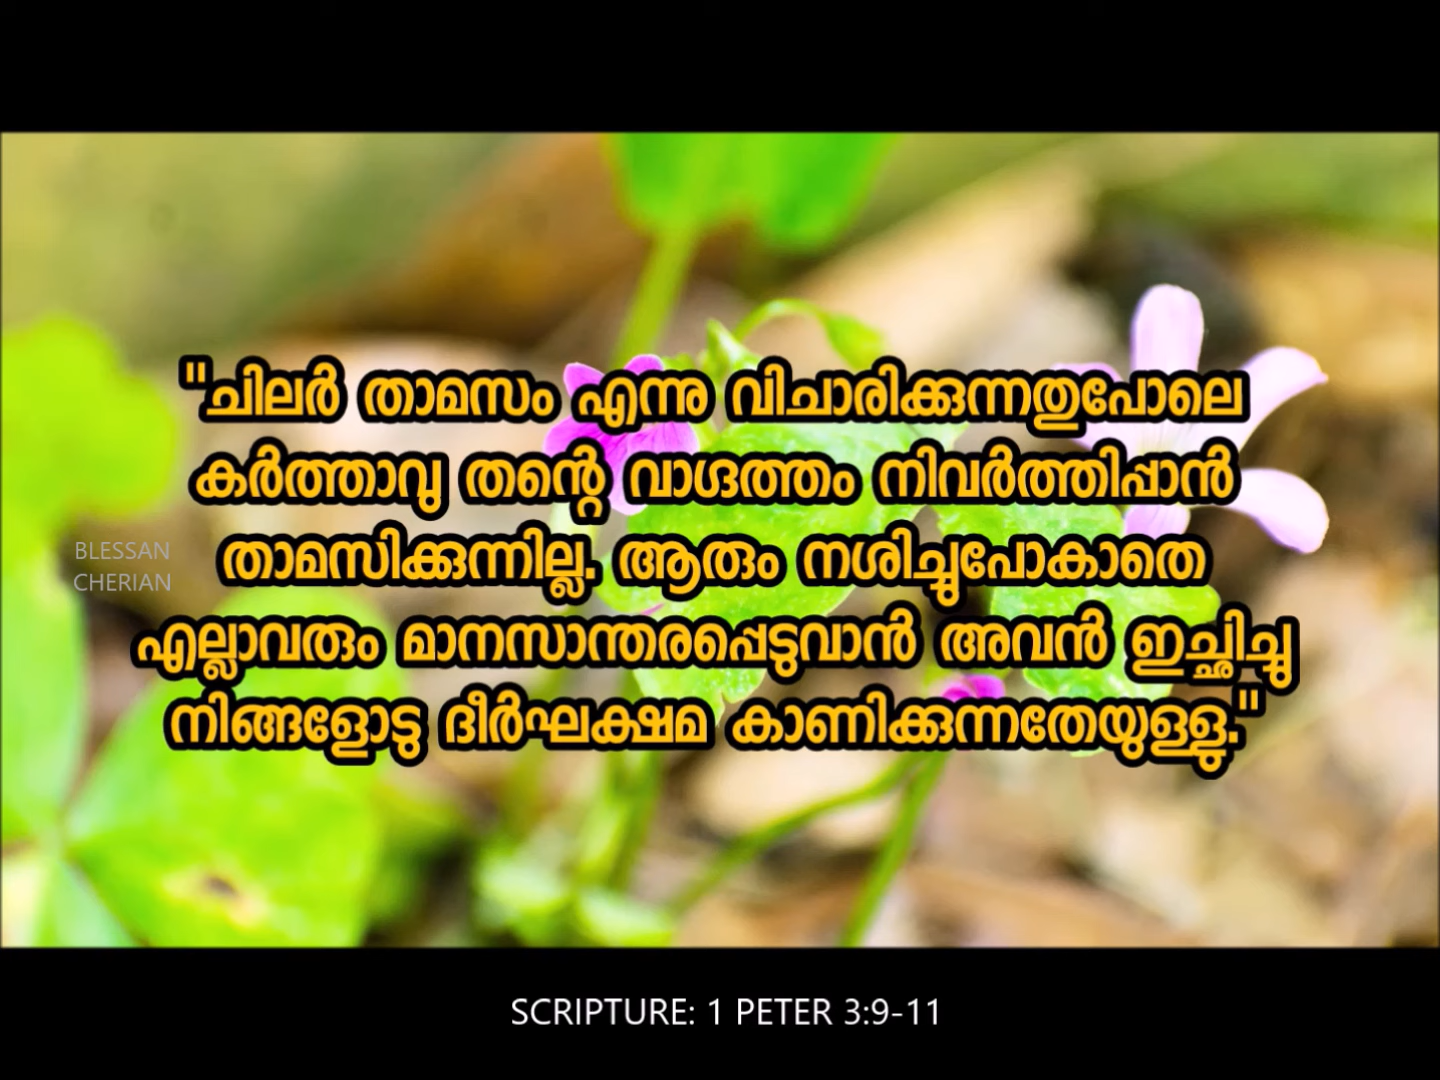 "ചിലർ താമസം എന്നു വിചാരിക്കുന്നതുപോലെ
കർത്താവു തന്റെ വാഗ്ദത്തം നിവർത്തിപ്പാൻ
താമസിക്കുന്നില്ല. ആരും നശിച്ചുപോകാതെ
BLESSAN
CHERIAN
എല്ലാവരും മാനസാന്തരപ്പെടുവാൻ അവൻ ഇച്ഛിച്ചു
നിങ്ങളോടു ദീർഘക്ഷമ കാണിക്കുന്നതേയുള്ളു."
SCRIPTURE: 1 PETER 3:9-11